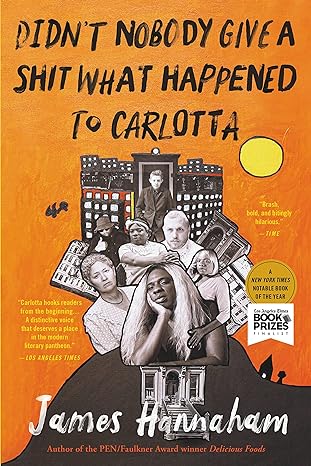 DIDN'T NOBODY GIVE A
SHIT WHAT HAPPENED
TO CARLOTTA
"Brash,
bold, and bitingly
hilarious."
—TIME
A
NEW YORK TIMES
NOTABLE BOOK
OF THE YEAR
Los Angeles Times
BOOK
PRIZES
FINALIST
"Carlotta hooks readers
from the beginning....
A distinctive voice
that deserves a place
in the modern
literary pantheon."
—LOS ANGELES TIMES
James Hannaham
Author of the PEN/Faulkner Award winner Delicious Foods